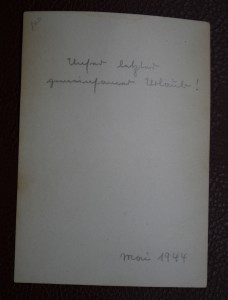 Unser letzter
gemeinsamer Urlaub!
Mai 1944